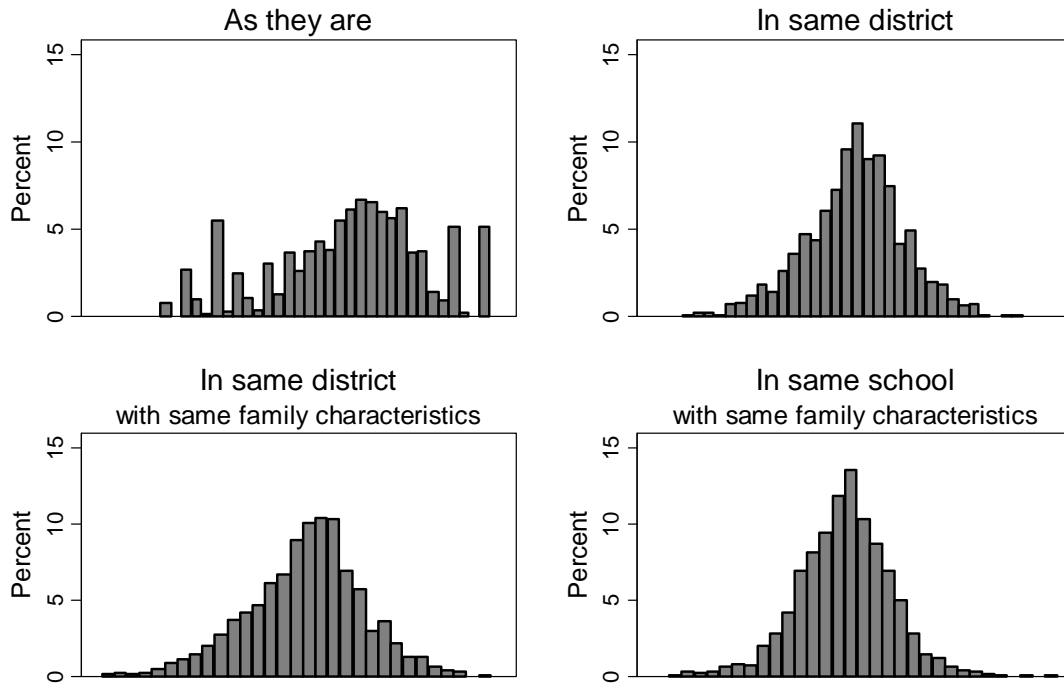 As they are
15
10
5
0
Percent
In same district
15
10
5
0
Percent
In same district
with same family characteristics
15
10
5
0
Percent
In same school
with same family characteristics
15
10
5
0
Percent